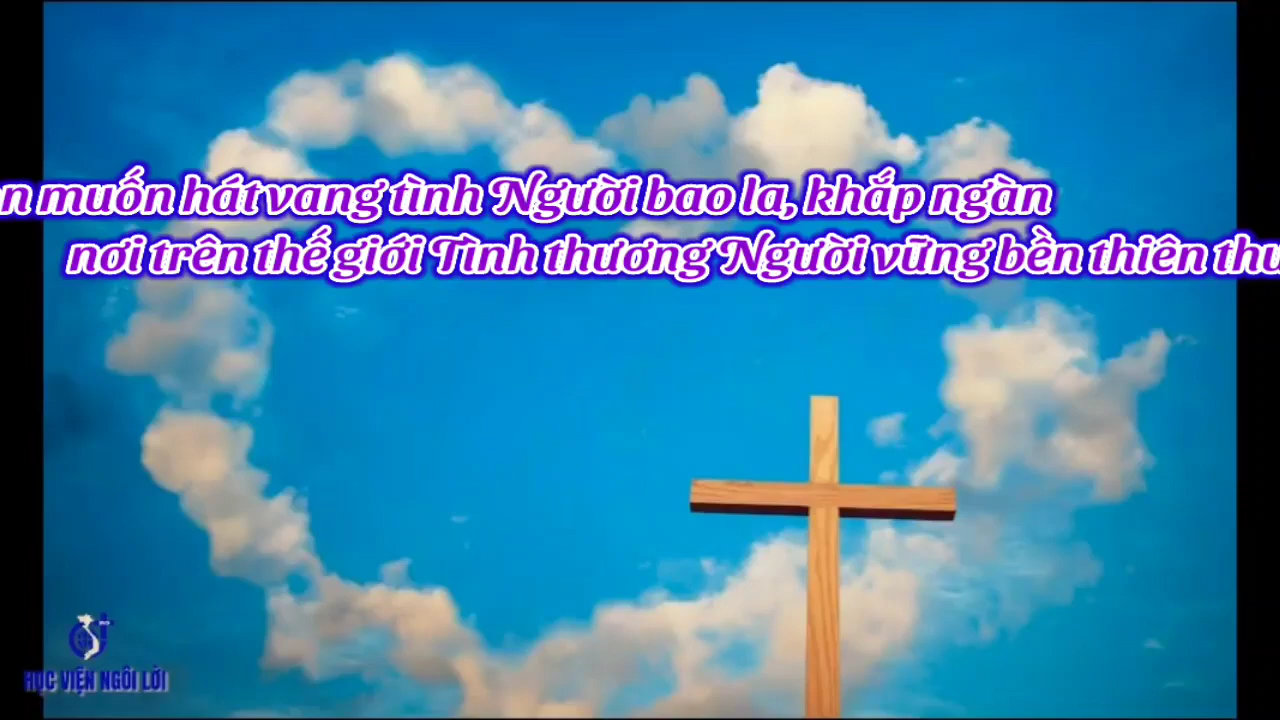 muốn hát vang tình Người bao la, khắp ngàn
nơi trên thế giới Tình thương Người vững bền thiên
HỌC VIỆN NGÔI LỜI